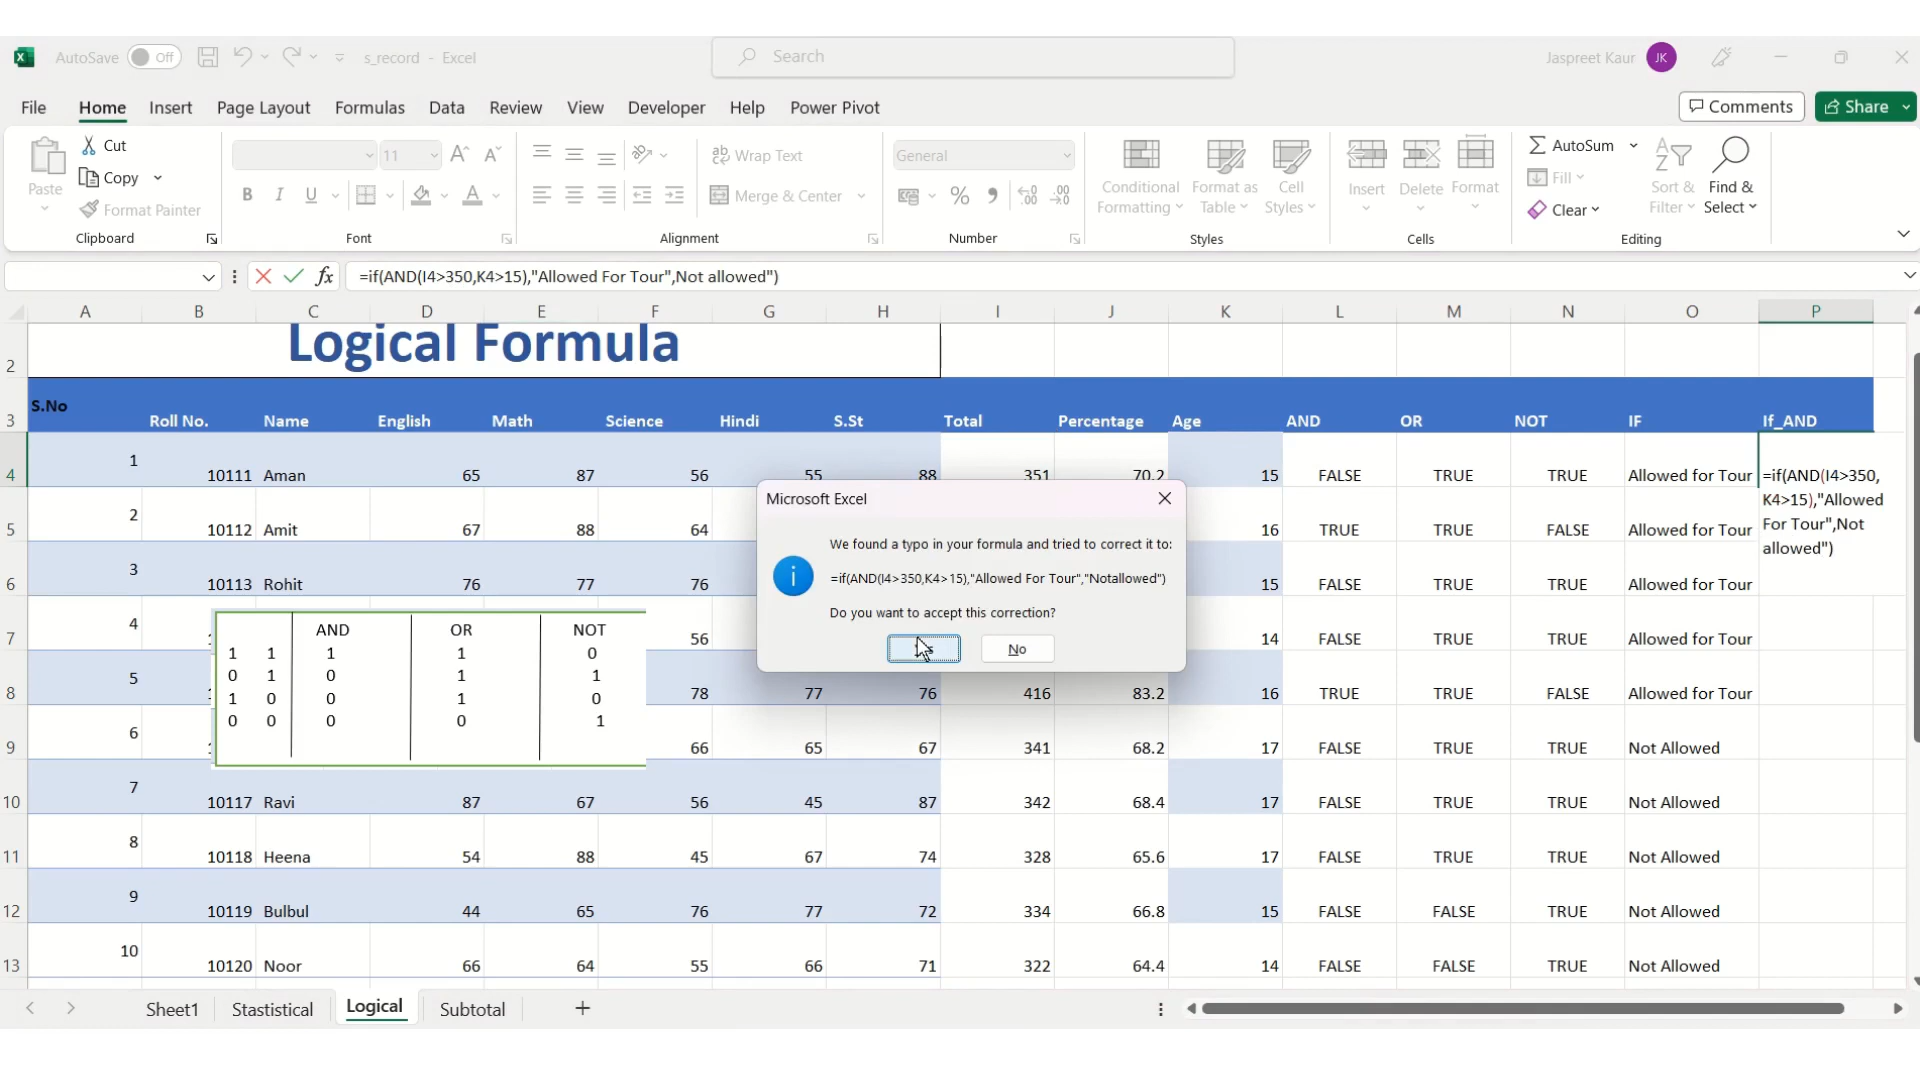 AutoSave Off s_record - Excel Search Jaspreet Kaur JK
File Home Insert Page Layout Formulas Data Review View Developer Help Power Pivot Comments Share
Paste Cut Copy Format Painter
Clipboard
11 B I U
Font
Wrap Text
Merge & Center
Alignment
General
%
Number
Conditional Formatting Format as Table Cell Styles
Styles
Insert Delete Format
Cells
AutoSum Fill Clear Sort & Filter Find & Select
Editing
fx =if(AND(I4>350,K4>15),"Allowed For Tour",Not allowed")
A B C D E F G H I J K L M N O P
2 Logical Formula
3 S.No Roll No. Name English Math Science Hindi S.St Total Percentage Age AND OR NOT IF If_AND
4 1 10111 Aman 65 87 56 55 88 351 70.2 15 FALSE TRUE TRUE Allowed for Tour
=if(AND(I4>350,
K4>15),"Allowed
For Tour",Not
allowed")
5 2 10112 Amit 67 88 64 16 TRUE TRUE FALSE Allowed for Tour
6 3 10113 Rohit 76 77 76 15 FALSE TRUE TRUE Allowed for Tour
7 4 56 14 FALSE TRUE TRUE Allowed for Tour
8 5 78 77 76 416 83.2 16 TRUE TRUE FALSE Allowed for Tour
9 6 66 65 67 341 68.2 17 FALSE TRUE TRUE Not Allowed
10 7 10117 Ravi 87 67 56 45 87 342 68.4 17 FALSE TRUE TRUE Not Allowed
11 8 10118 Heena 54 88 45 67 74 328 65.6 17 FALSE TRUE TRUE Not Allowed
12 9 10119 Bulbul 44 65 76 77 72 334 66.8 15 FALSE FALSE TRUE Not Allowed
13 10 10120 Noor 66 64 55 66 71 322 64.4 14 FALSE FALSE TRUE Not Allowed
AND OR NOT
1 1 1 1 0
0 1 0 1 1
1 0 0 1 0
0 0 0 0 1
Microsoft Excel
We found a typo in your formula and tried to correct it to:
=if(AND(I4>350,K4>15),"Allowed For Tour","Notallowed")
Do you want to accept this correction?
No
Sheet1 Stastistical Logical Subtotal